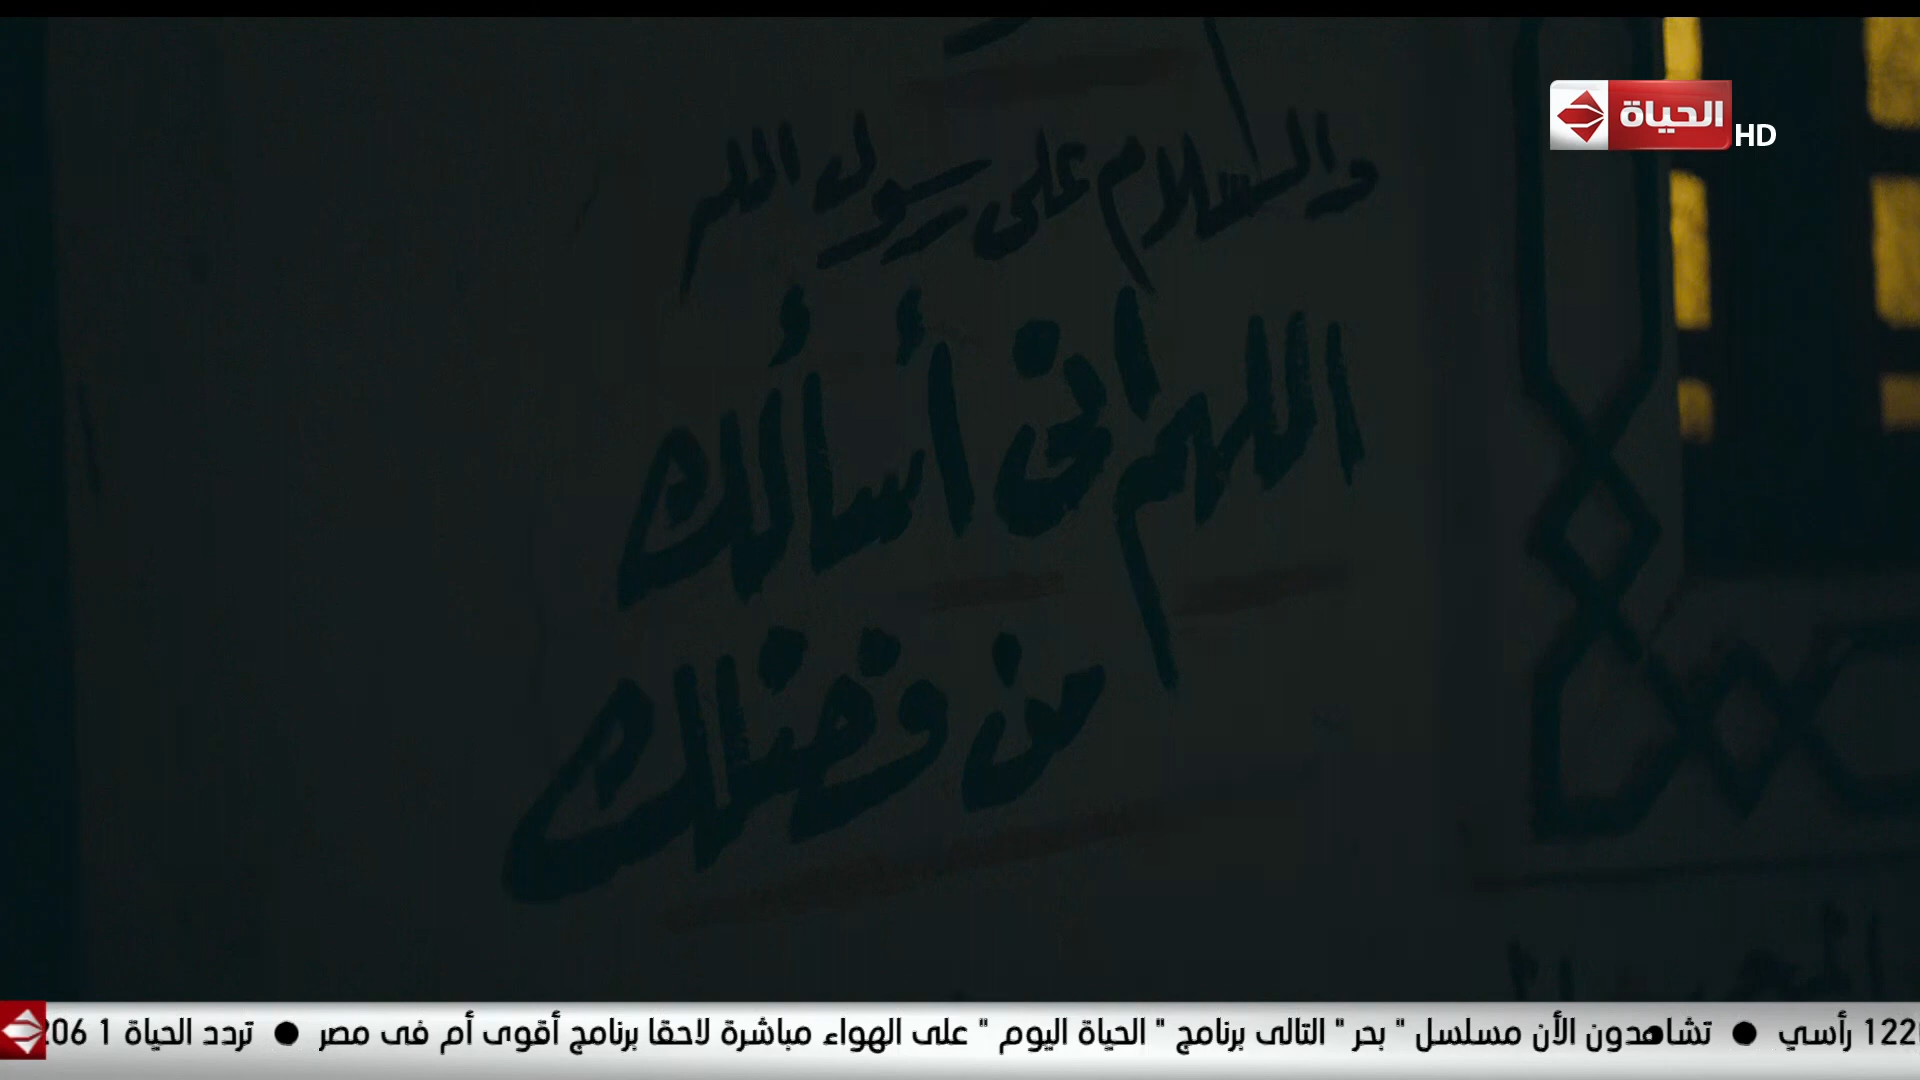 الحياة HD
والسلام على رسول الله
اللهم انى أسألك
من فضلك
1220 رأسي ● تشاهدون الأن مسلسل " بحر " التالى برنامج " الحياة اليوم " على الهواء مباشرة لاحقا برنامج أقوى أم فى مصر ● تردد الحياة 1 206